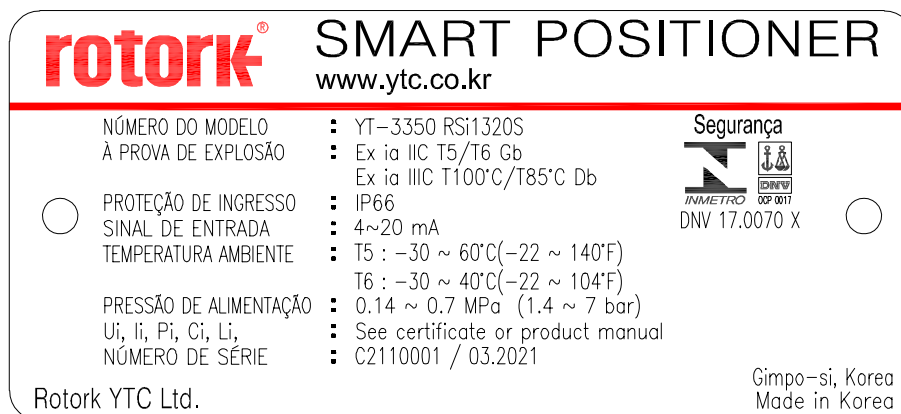 rotork®
SMART POSITIONER
www.ytc.co.kr
NÚMERO DO MODELO : YT-3350 RSi1320S
À PROVA DE EXPLOSÃO : Ex ia IIC T5/T6 Gb
Ex ia IIIC T100°C/T85°C Db
PROTEÇÃO DE INGRESSO : IP66
SINAL DE ENTRADA : 4~20 mA
TEMPERATURA AMBIENTE : T5 : -30 ~ 60°C(-22 ~ 140°F)
T6 : -30 ~ 40°C(-22 ~ 104°F)
PRESSÃO DE ALIMENTAÇÃO : 0.14 ~ 0.7 MPa (1.4 ~ 7 bar)
Ui, Ii, Pi, Ci, Li, : See certificate or product manual
NÚMERO DE SÉRIE : C2110001 / 03.2021
Segurança
INMETRO
DNV
OCP 0017
DNV 17.0070 X
Rotork YTC Ltd.
Gimpo-si, Korea
Made in Korea